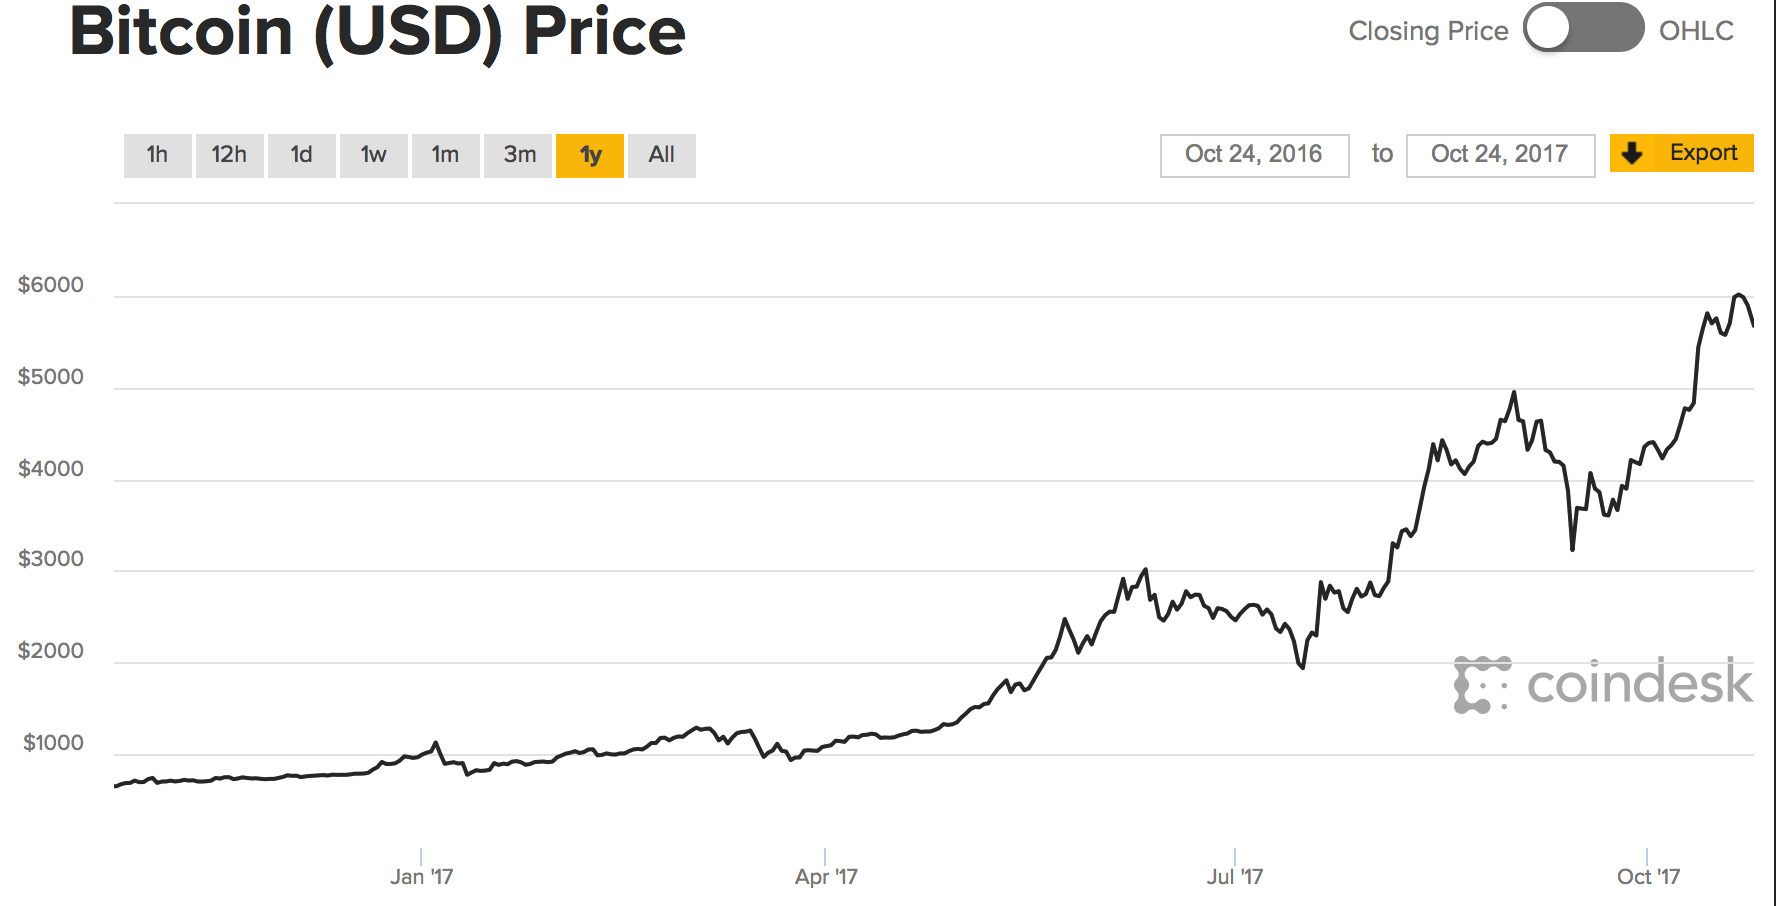 Bitcoin (USD) Price
Closing Price OHLC
1h 12h 1d 1w 1m 3m 1y All
Oct 24, 2016 to Oct 24, 2017 Export
$6000
$5000
$4000
$3000
$2000
$1000
coindesk
Jan '17 Apr '17 Jul '17 Oct '17